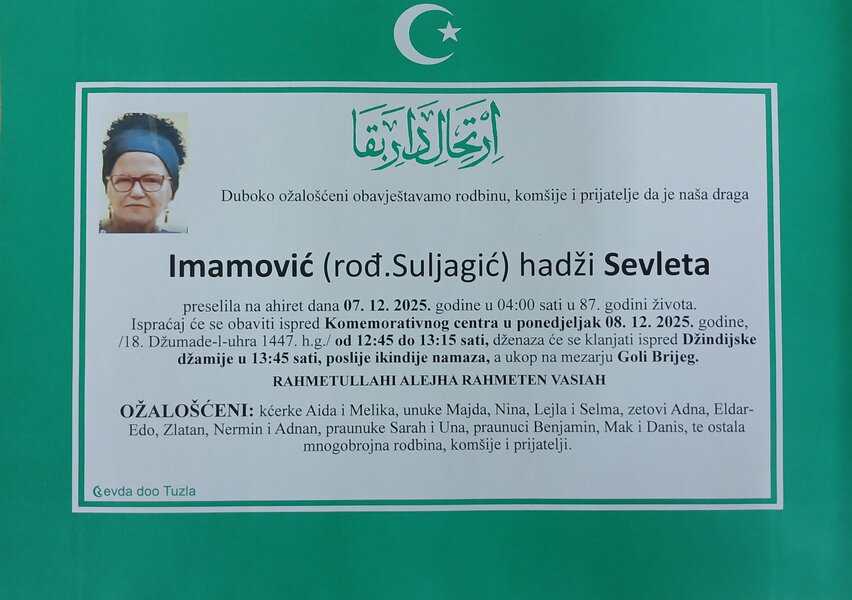 اِرْتِحَالِ دَارِ بَقَا
Duboko ožalošćeni obavještavamo rodbinu, komšije i prijatelje da je naša draga
Imamović (rođ.Suljagić) hadži Sevleta
preselila na ahiret dana 07. 12. 2025. godine u 04:00 sati u 87. godini života.
Ispraćaj će se obaviti ispred Komemorativnog centra u ponedjeljak 08. 12. 2025. godine,
/18. Džumade-l-uhra 1447. h.g./ od 12:45 do 13:15 sati, dženaza će se klanjati ispred Džindijske
džamije u 13:45 sati, poslije ikindije namaza, a ukop na mezarju Goli Brijeg.
RAHMETULLAHI ALEJHA RAHMETEN VASIAH
OŽALOŠĆENI: kćerke Aida i Melika, unuke Majda, Nina, Lejla i Selma, zetovi Adna, Eldar-
Edo, Zlatan, Nermin i Adnan, praunuke Sarah i Una, praunuci Benjamin, Mak i Danis, te ostala
mnogobrojna rodbina, komšije i prijatelji.
Sevda doo Tuzla